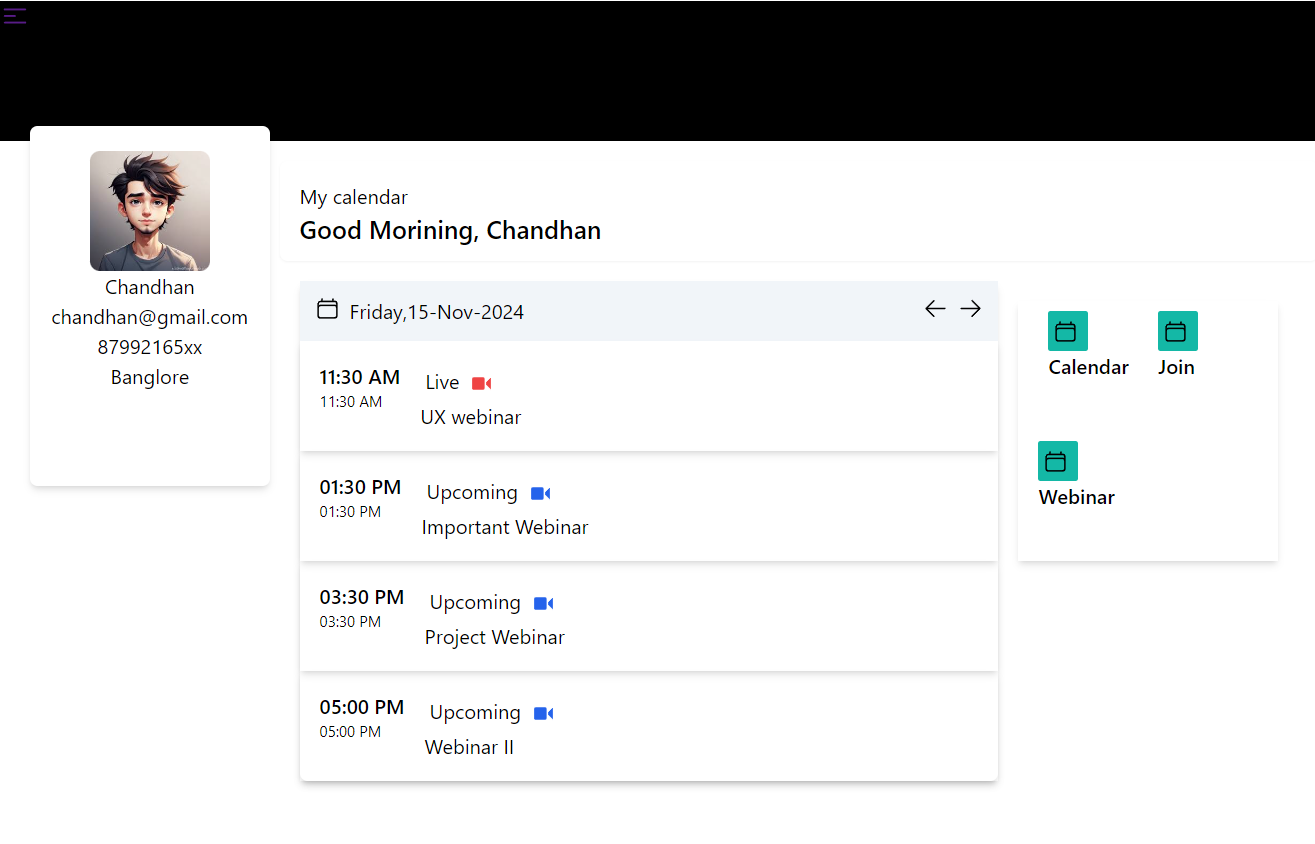 Chandhan
chandhan@gmail.com
87992165xx
Banglore
My calendar
Good Morining, Chandhan
Friday,15-Nov-2024
11:30 AM
11:30 AM
Live
UX webinar
01:30 PM
01:30 PM
Upcoming
Important Webinar
03:30 PM
03:30 PM
Upcoming
Project Webinar
05:00 PM
05:00 PM
Upcoming
Webinar II
Calendar
Join
Webinar